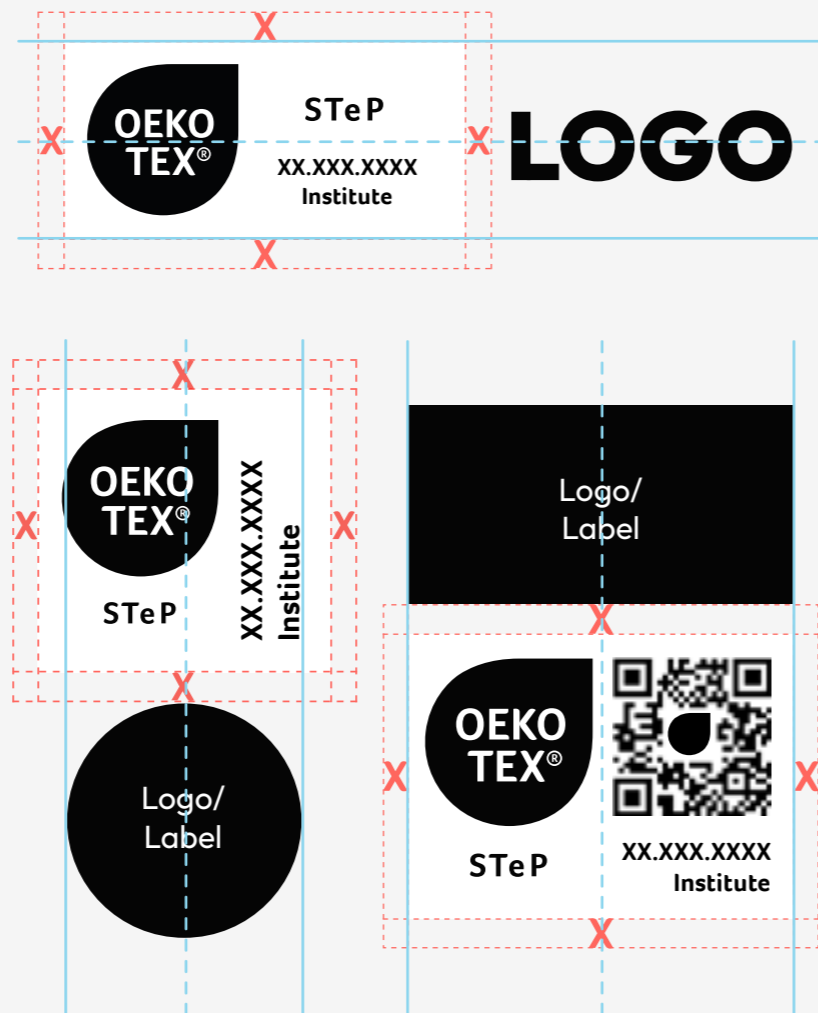 X
OEKO
TEX®
STeP
XX.XXX.XXXX
Institute
X
X
LOGO
X
X
OEKO
TEX®
STeP
XX.XXX.XXXX
Institute
X
X
X
Logo/
Label
Logo/
Label
X
OEKO
TEX®
STeP
XX.XXX.XXXX
Institute
X
X
X